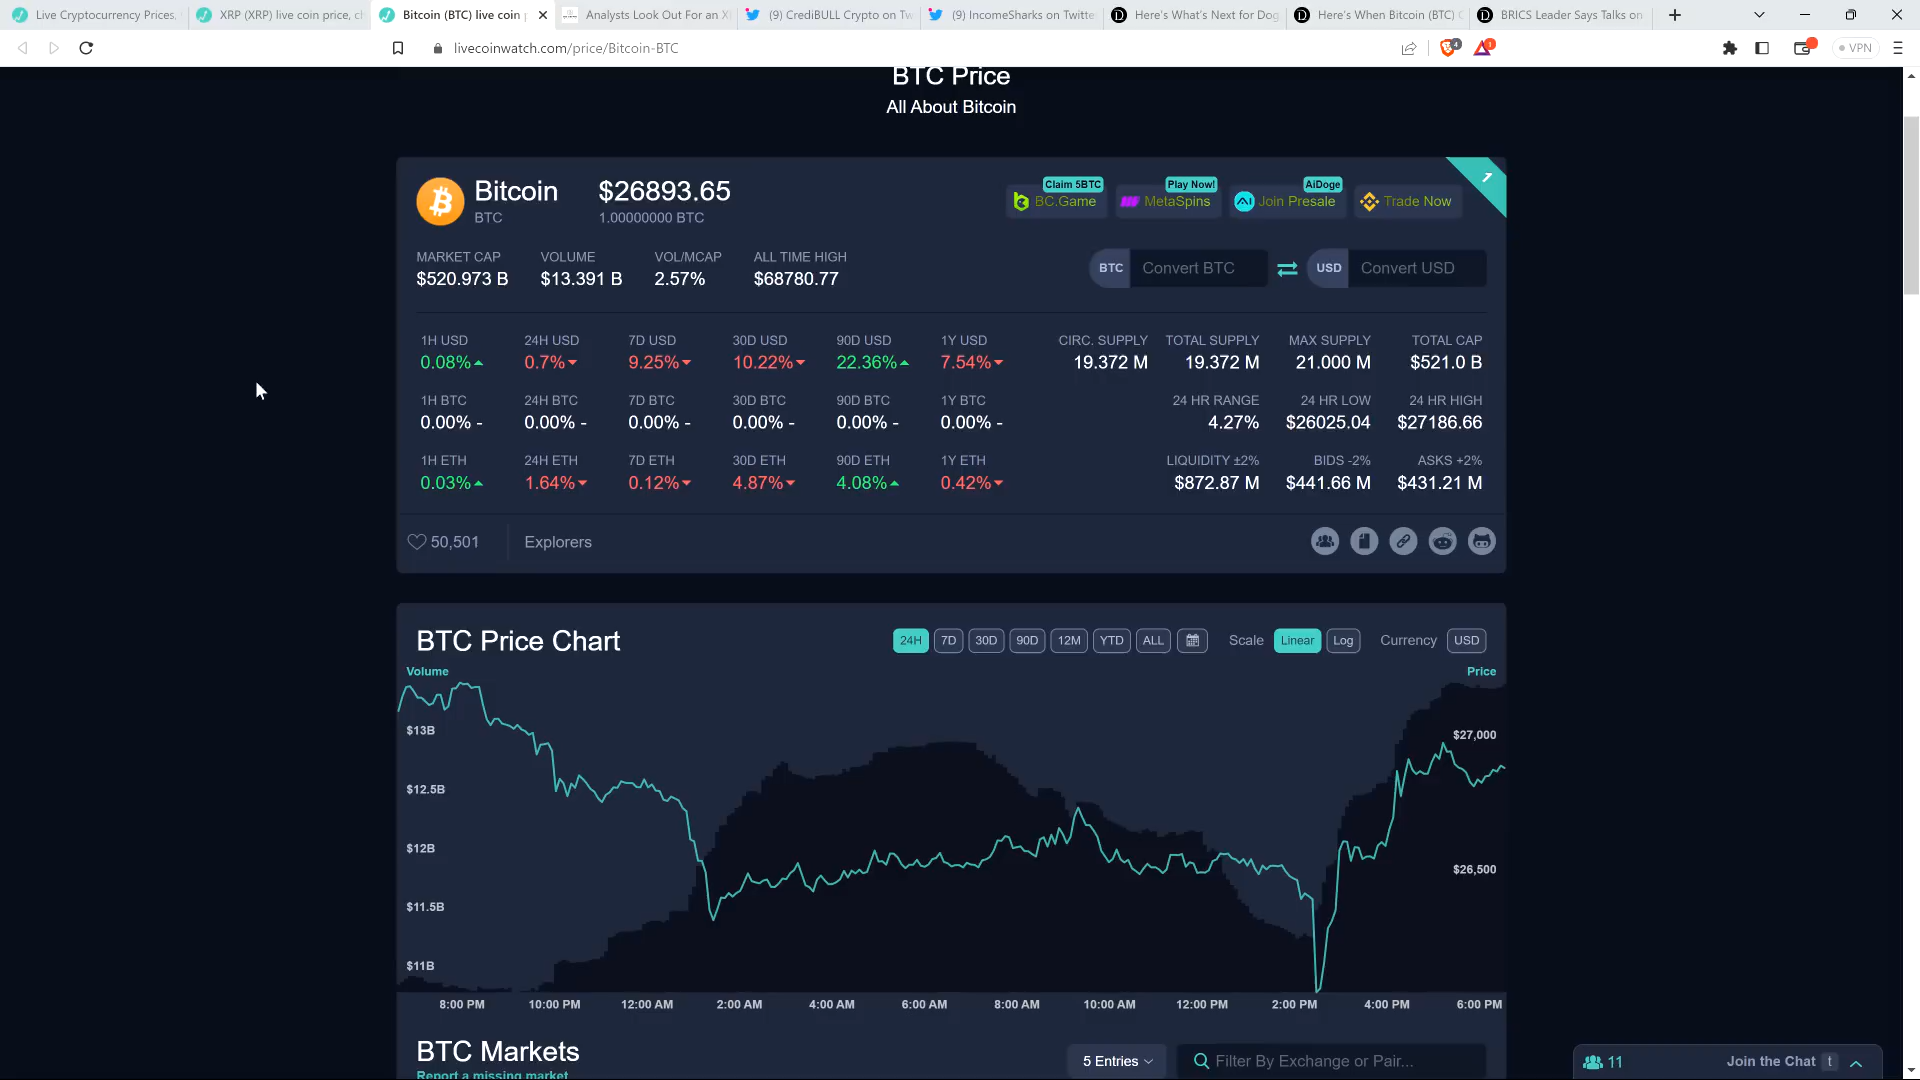 Live Cryptocurrency Prices,
XRP (XRP) live coin price, ch
Bitcoin (BTC) live coin
Analysts Look Out For an X
(9) CrediBULL Crypto on Tw
(9) IncomeSharks on Twitte
Here's What's Next for Dog
Here's When Bitcoin (BTC) C
BRICS Leader Says Talks on
livecoinwatch.com/price/Bitcoin-BTC
4
1
VPN
BTC Price
All About Bitcoin
Bitcoin
BTC
$26893.65
1.00000000 BTC
Claim 5BTC
BC.Game
Play Now!
MetaSpins
AiDoge
AI Join Presale
Trade Now
1
MARKET CAP VOLUME VOL/MCAP ALL TIME HIGH
$520.973 B $13.391 B 2.57% $68780.77
BTC Convert BTC USD Convert USD
1H USD 24H USD 7D USD 30D USD 90D USD 1Y USD CIRC. SUPPLY TOTAL SUPPLY MAX SUPPLY TOTAL CAP
0.08% 0.7% 9.25% 10.22% 22.36% 7.54% 19.372 M 19.372 M 21.000 M $521.0 B
1H BTC 24H BTC 7D BTC 30D BTC 90D BTC 1Y BTC 24 HR RANGE 24 HR LOW 24 HR HIGH
0.00% - 0.00% - 0.00% - 0.00% - 0.00% - 0.00% - 4.27% $26025.04 $27186.66
1H ETH 24H ETH 7D ETH 30D ETH 90D ETH 1Y ETH LIQUIDITY ±2% BIDS -2% ASKS +2%
0.03% 1.64% 0.12% 4.87% 4.08% 0.42% $872.87 M $441.66 M $431.21 M
50,501 Explorers
BTC Price Chart 24H 7D 30D 90D 12M YTD ALL Scale Linear Log Currency USD
Volume Price
$13B $27,000
$12.5B
$12B
$26,500
$11.5B
$11B
8:00 PM 10:00 PM 12:00 AM 2:00 AM 4:00 AM 6:00 AM 8:00 AM 10:00 AM 12:00 PM 2:00 PM 4:00 PM 6:00 PM
BTC Markets 5 Entries Filter By Exchange or Pair...
Report a missing market
11 Join the Chat t